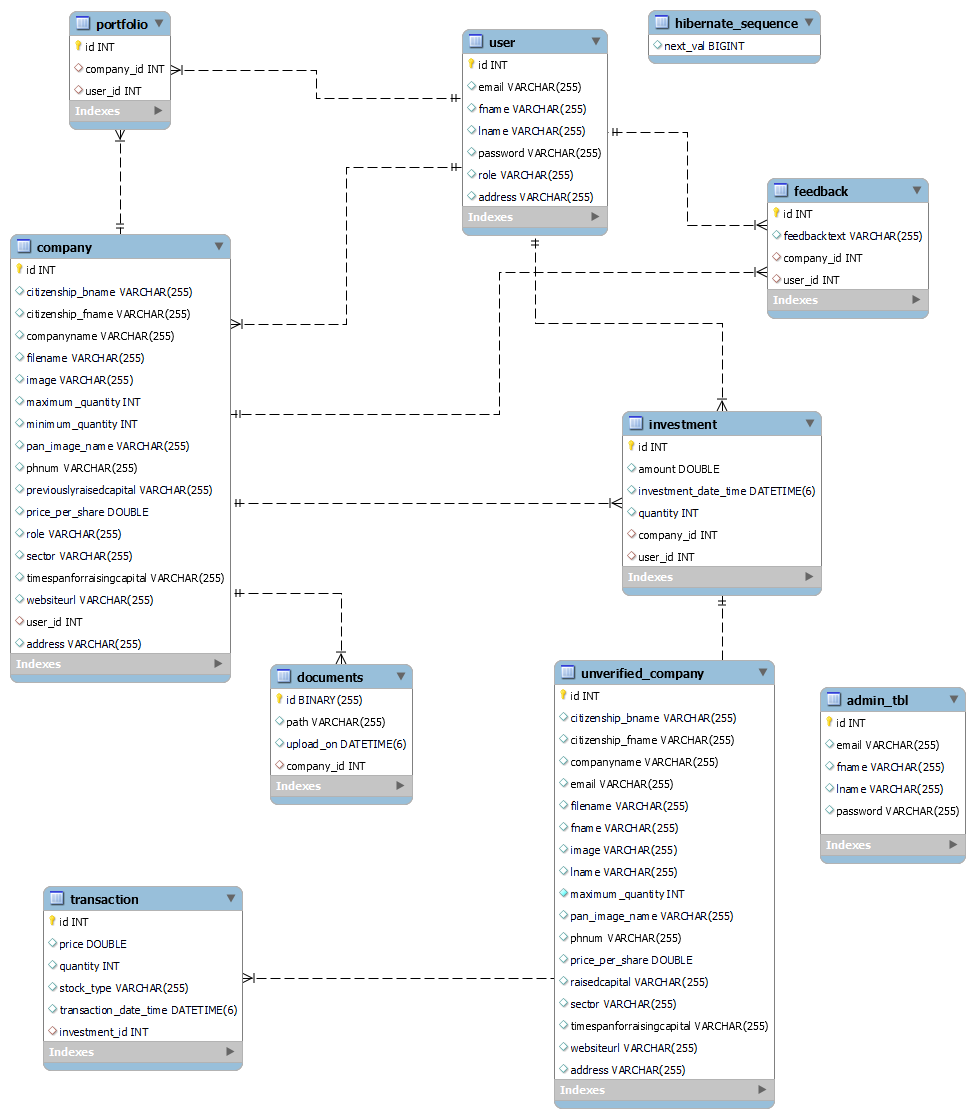 portfolio
id INT
company_id INT
user_id INT
Indexes
user
id INT
email VARCHAR(255)
fname VARCHAR(255)
lname VARCHAR(255)
password VARCHAR(255)
role VARCHAR(255)
address VARCHAR(255)
Indexes
hibernate_sequence
next_val BIGINT
feedback
id INT
feedbacktext VARCHAR(255)
company_id INT
user_id INT
Indexes
company
id INT
citizenship_bname VARCHAR(255)
citizenship_fname VARCHAR(255)
companyname VARCHAR(255)
filename VARCHAR(255)
image VARCHAR(255)
maximum_quantity INT
minimum_quantity INT
pan_image_name VARCHAR(255)
phnum VARCHAR(255)
previouslyraisedcapital VARCHAR(255)
price_per_share DOUBLE
role VARCHAR(255)
sector VARCHAR(255)
timespanforraisingcapital VARCHAR(255)
websiteurl VARCHAR(255)
user_id INT
address VARCHAR(255)
Indexes
investment
id INT
amount DOUBLE
investment_date_time DATETIME(6)
quantity INT
company_id INT
user_id INT
Indexes
documents
id BINARY(255)
path VARCHAR(255)
upload_on DATETIME(6)
company_id INT
Indexes
unverified_company
id INT
citizenship_bname VARCHAR(255)
citizenship_fname VARCHAR(255)
companyname VARCHAR(255)
email VARCHAR(255)
filename VARCHAR(255)
fname VARCHAR(255)
image VARCHAR(255)
lname VARCHAR(255)
maximum_quantity INT
pan_image_name VARCHAR(255)
phnum VARCHAR(255)
price_per_share DOUBLE
raisedcapital VARCHAR(255)
sector VARCHAR(255)
timespanforraisingcapital VARCHAR(255)
websiteurl VARCHAR(255)
address VARCHAR(255)
Indexes
admin_tbl
id INT
email VARCHAR(255)
fname VARCHAR(255)
lname VARCHAR(255)
password VARCHAR(255)
Indexes
transaction
id INT
price DOUBLE
quantity INT
stock_type VARCHAR(255)
transaction_date_time DATETIME(6)
investment_id INT
Indexes